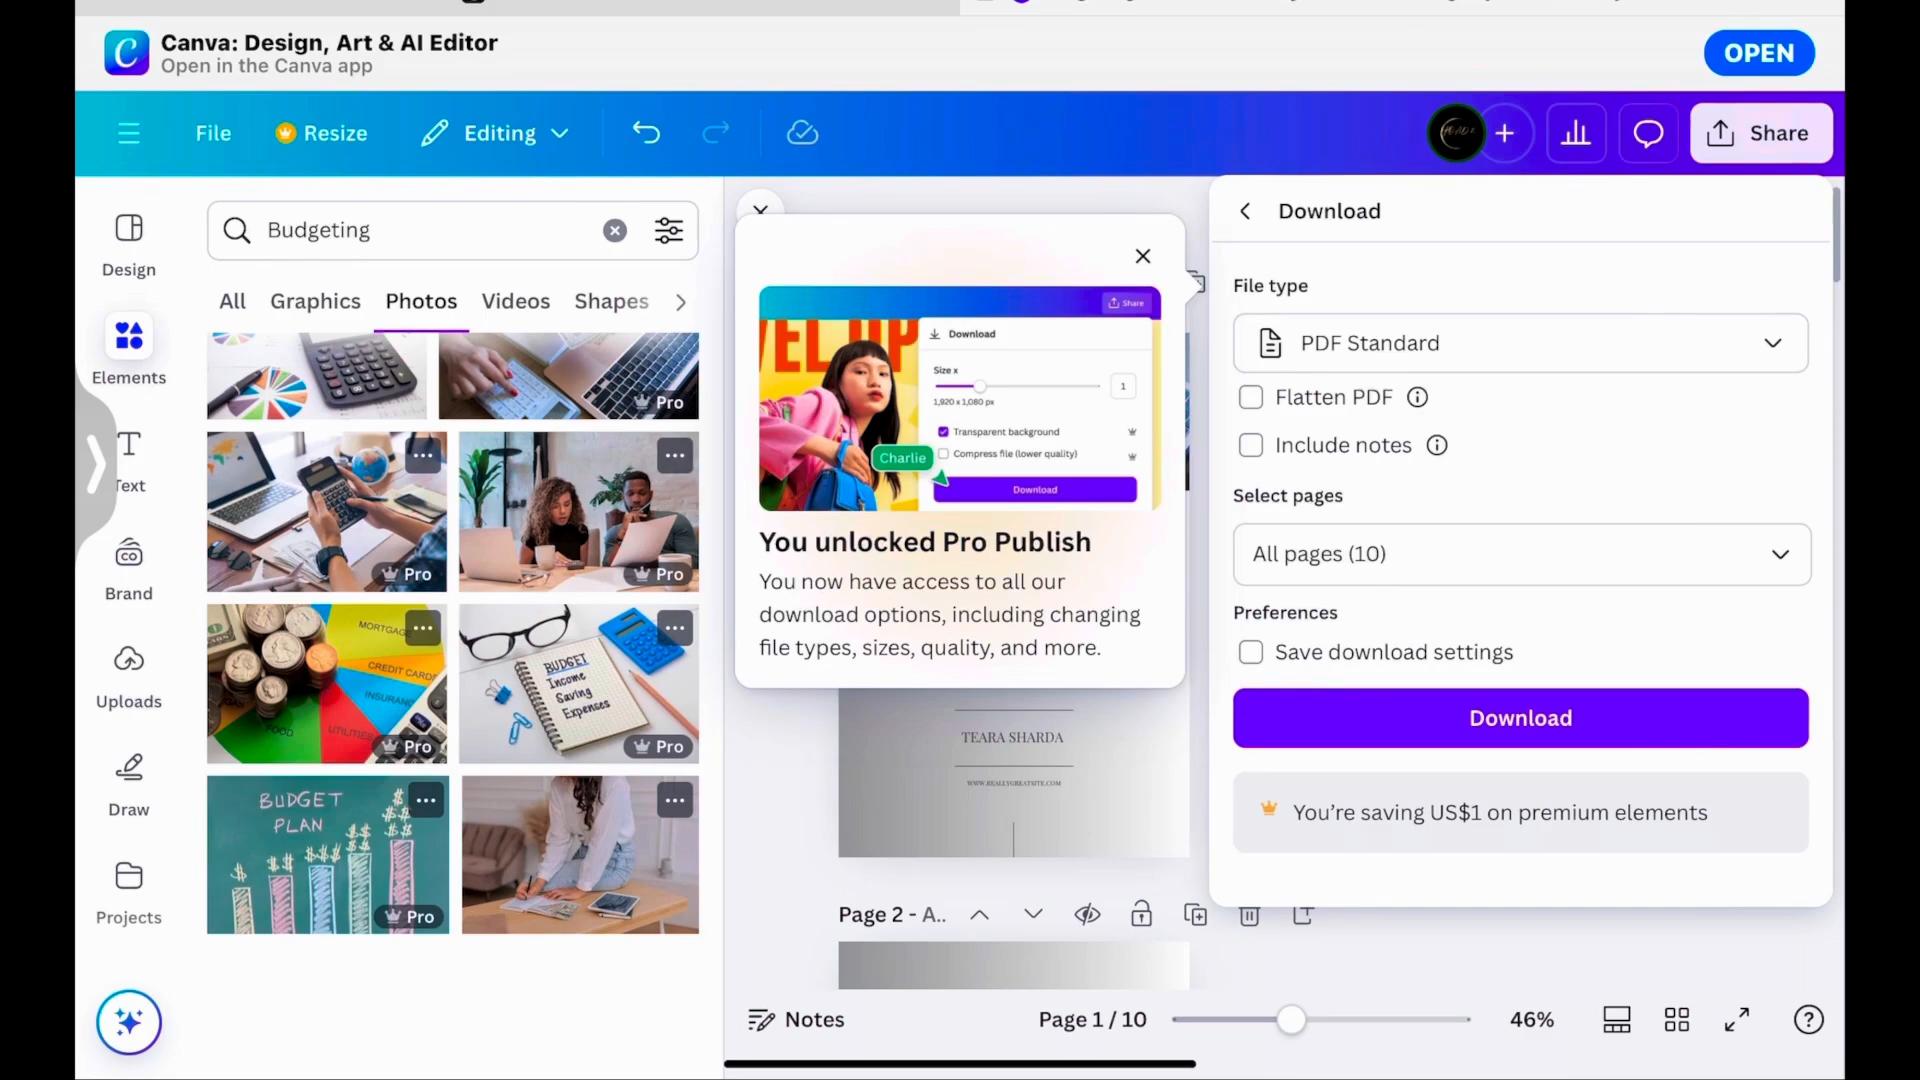 Canva: Design, Art & AI Editor
Open in the Canva app
OPEN
File
Resize
Editing
Share
Design
Elements
Text
Brand
Uploads
Draw
Projects
Budgeting
All
Graphics
Photos
Videos
Shapes
Pro
Pro
Pro
MORTGAGE
CREDIT CARDS
INSURANCE
FOOD
UTILITIES
Pro
BUDGET
Income
Saving
Expenses
Pro
BUDGET
PLAN
Pro
Share
Download
Size x
1
1,920 x 1,080 px
Transparent background
Compress file (lower quality)
Charlie
Download
You unlocked Pro Publish
You now have access to all our
download options, including changing
file types, sizes, quality, and more.
TEARA SHARDA
WWW.REALLYGREATSITE.COM
Page 2 - A..
Notes
Page 1 / 10
46%
Download
File type
PDF Standard
Flatten PDF
Include notes
Select pages
All pages (10)
Preferences
Save download settings
Download
You’re saving US$1 on premium elements